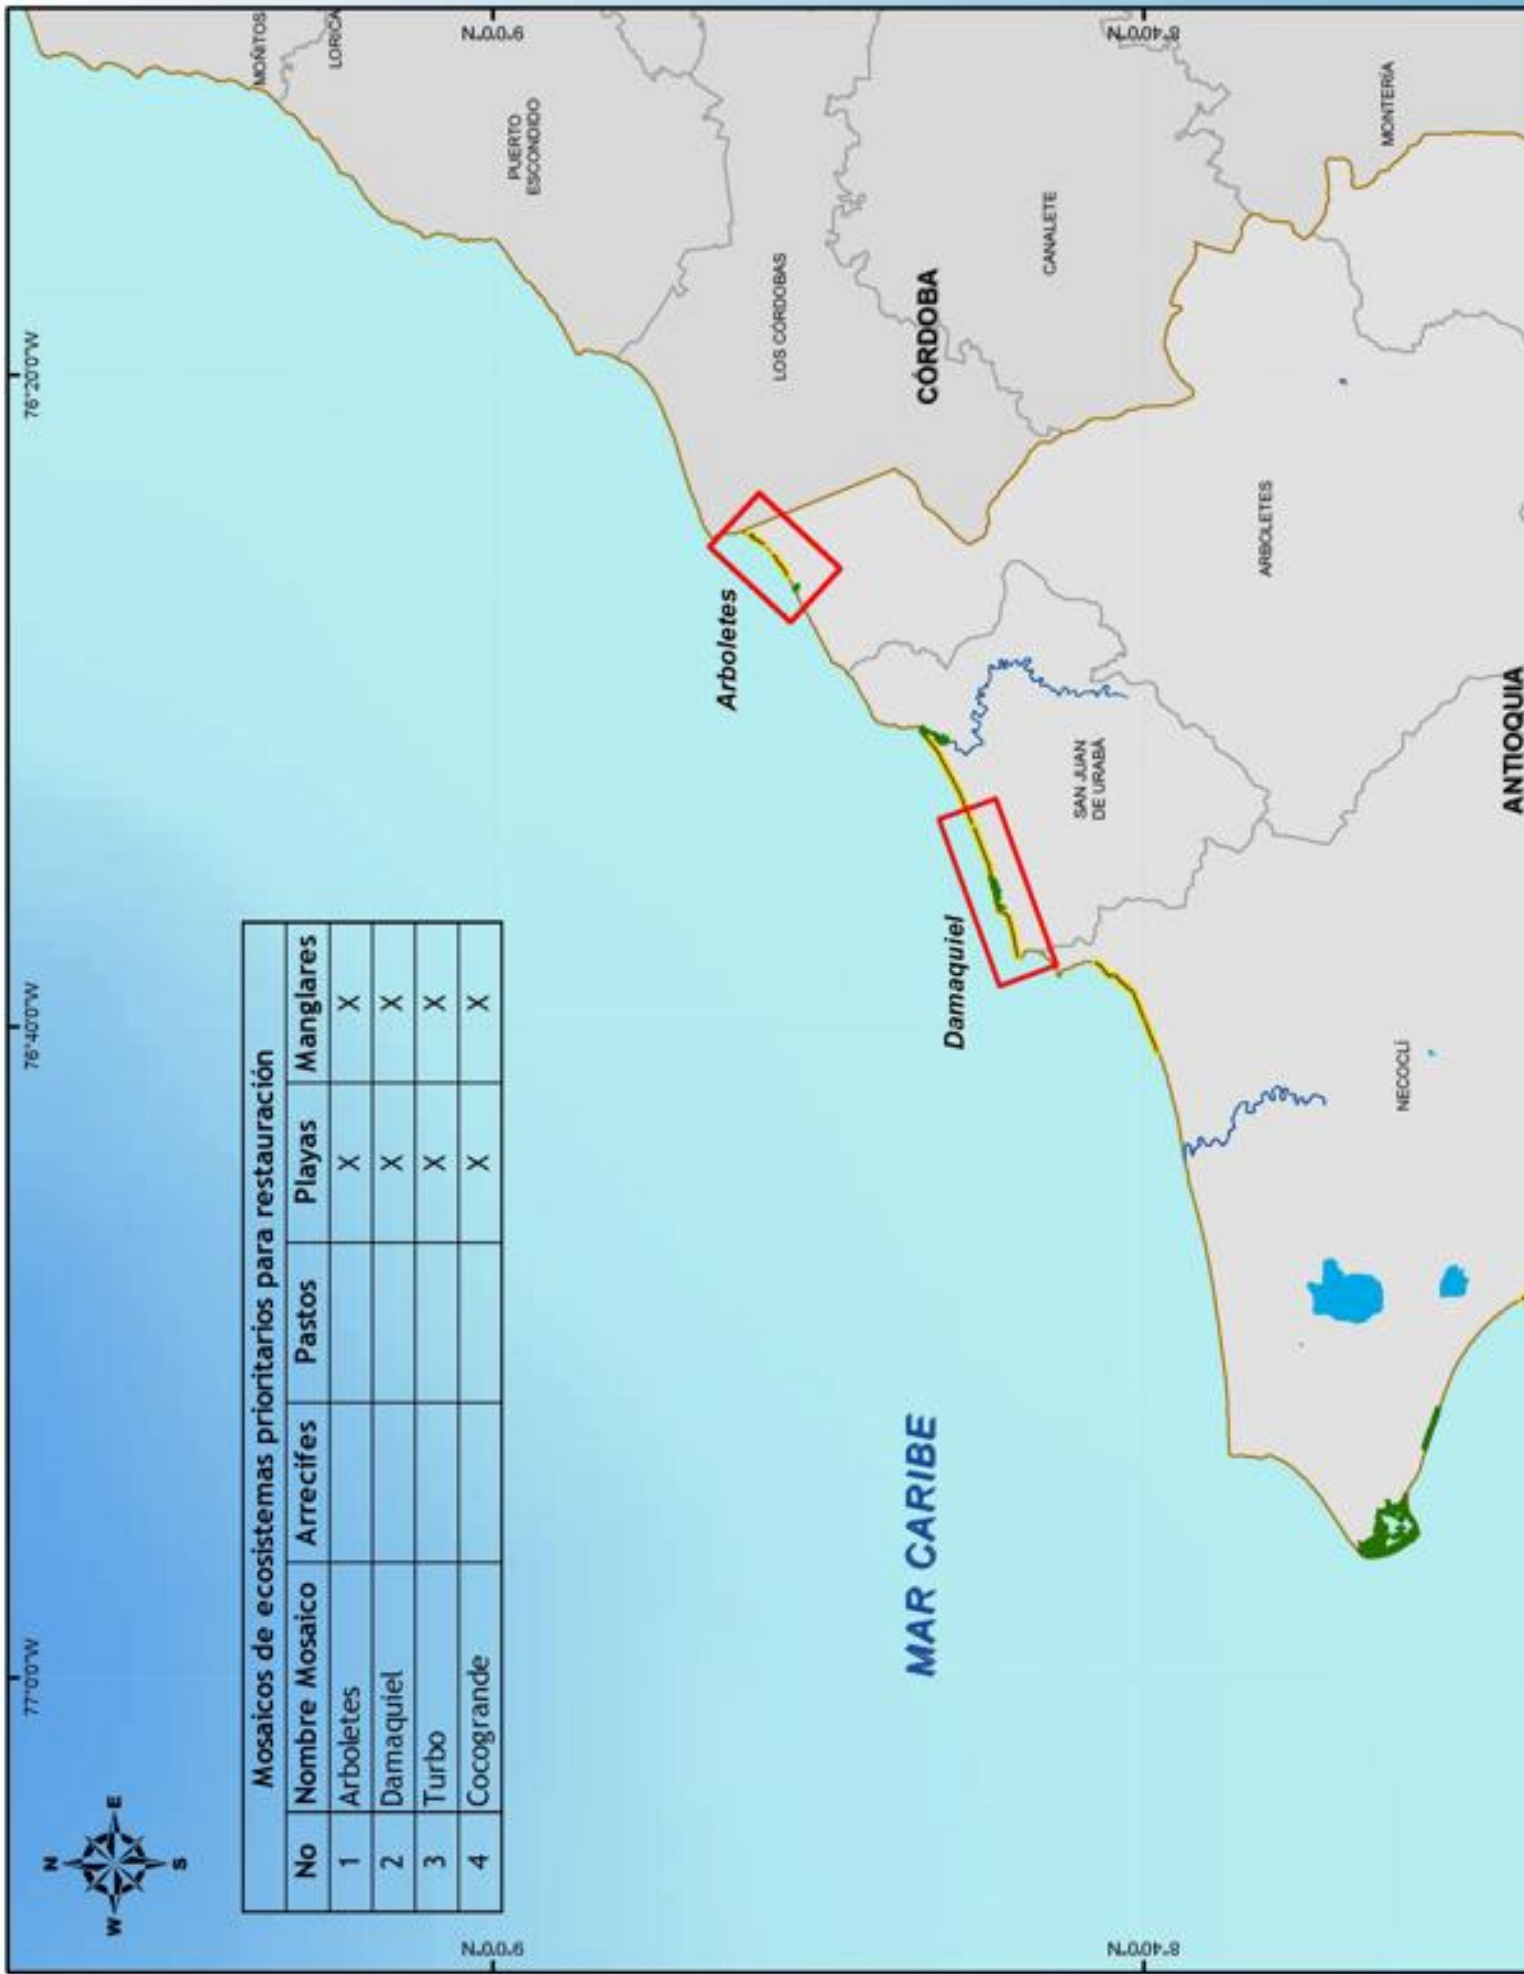 77°0'0"W
76°40'0"W
76°20'0"W
N
W
E
S
Mosaicos de ecosistemas prioritarios para restauración
No Nombre Mosaico Arrecifes Pastos Playas Manglares
1 Arboletes X X
2 Damaquiel X X
3 Turbo X X
4 Cocogrande X X
MOÑITOS
LORICA
9°0'0"N
9°0'0"N
PUERTO
ESCONDIDO
Arboletes
LOS CÓRDOBAS
CÓRDOBA
MAR CARIBE
Damaquiel
CANALETE
SAN JUAN
DE URABÁ
8°40'0"N
8°40'0"N
ARBOLETES
NECOCLÍ
MONTERÍA
ANTIOQUIA